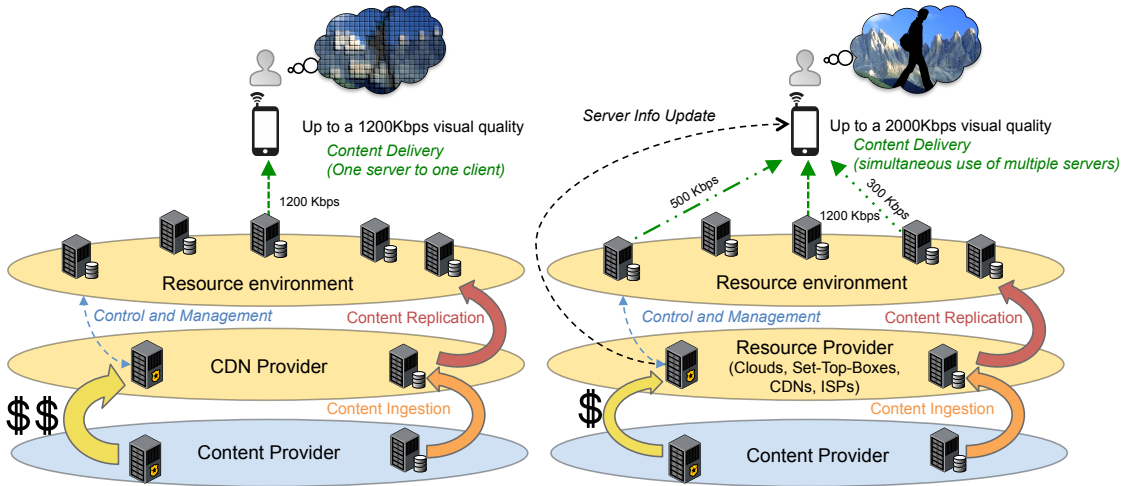 Up to a 1200Kbps visual quality
Content Delivery
(One server to one client)
1200 Kbps
Resource environment
Control and Management
Content Replication
CDN Provider
$$
Content Ingestion
Content Provider
Server Info Update
Up to a 2000Kbps visual quality
Content Delivery
(simultaneous use of multiple servers)
500 Kbps
1200 Kbps
300 Kbps
Resource environment
Control and Management
Content Replication
Resource Provider
(Clouds, Set-Top-Boxes,
CDNs, ISPs)
$
Content Ingestion
Content Provider